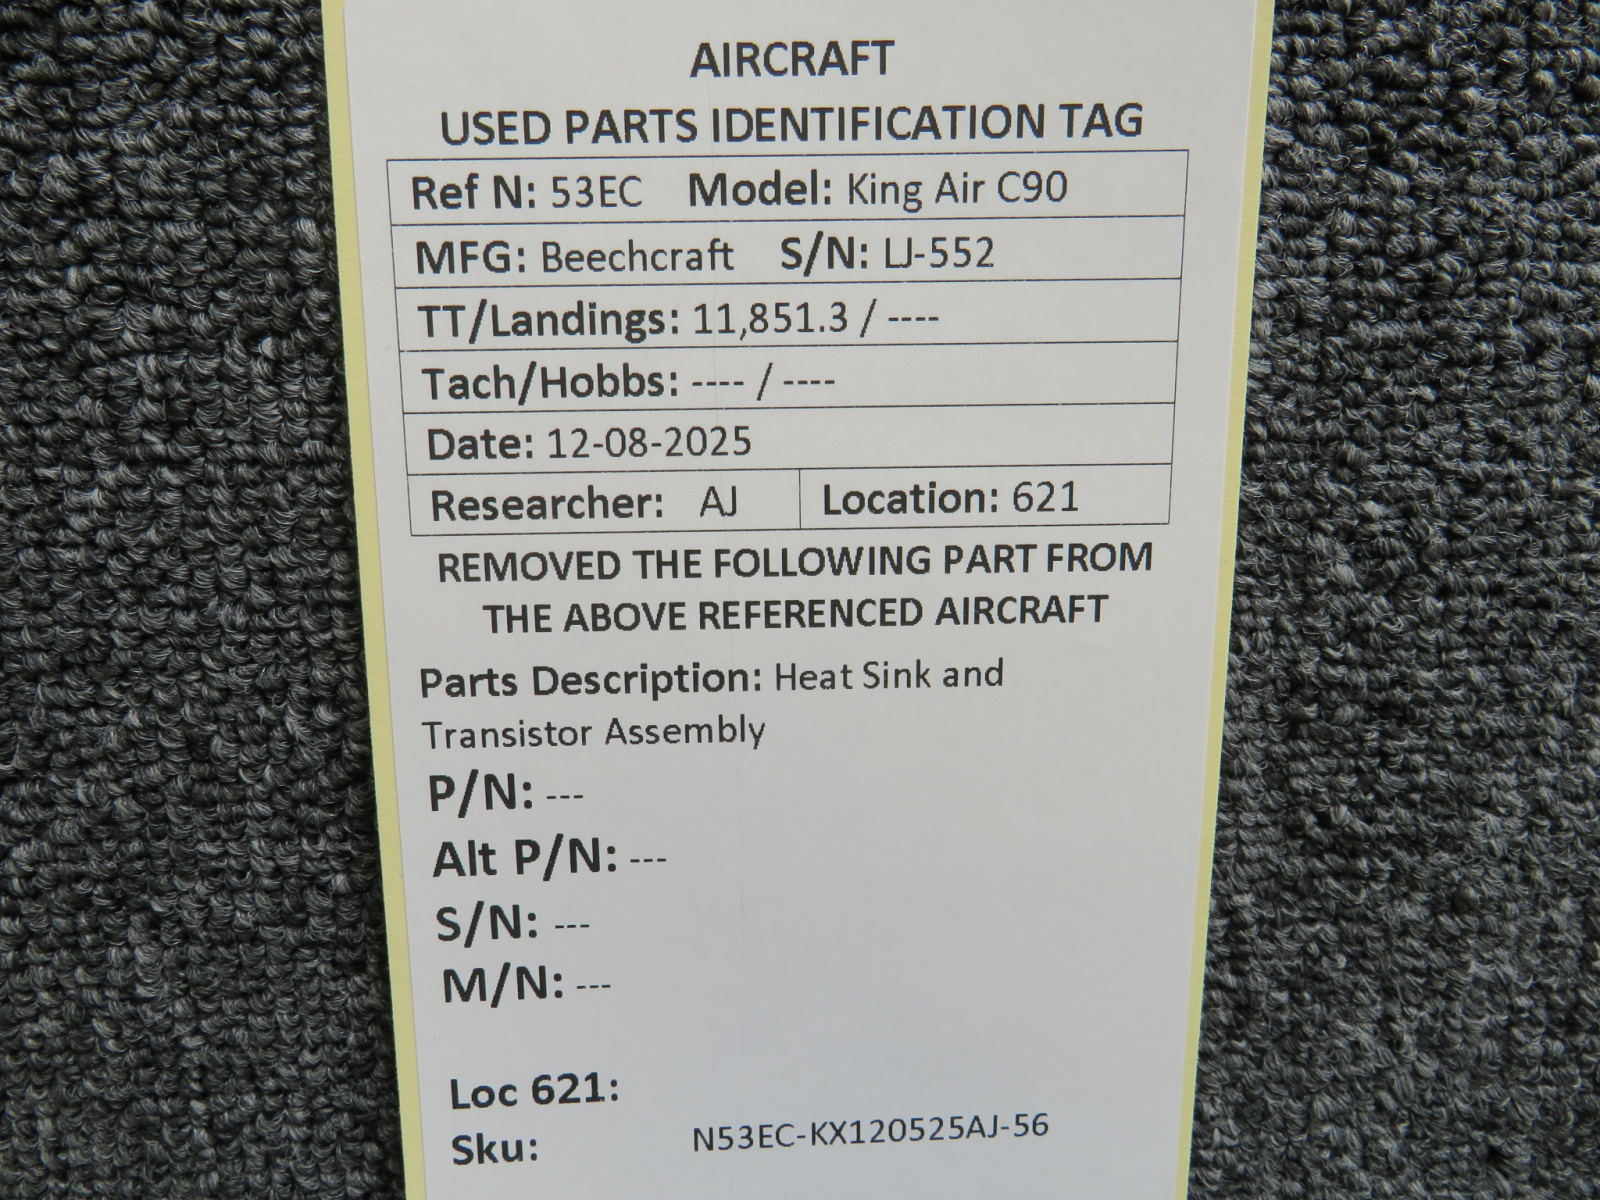 AIRCRAFT
USED PARTS IDENTIFICATION TAG
Ref N: 53EC Model: King Air C90
MFG: Beechcraft S/N: LJ-552
TT/Landings: 11,851.3 / ----
Tach/Hobbs: ---- / ----
Date: 12-08-2025
Researcher: AJ Location: 621
REMOVED THE FOLLOWING PART FROM
THE ABOVE REFERENCED AIRCRAFT
Parts Description: Heat Sink and
Transistor Assembly
P/N: ---
Alt P/N: ---
S/N: ---
M/N: ---
Loc 621:
Sku: N53EC-KX120525AJ-56